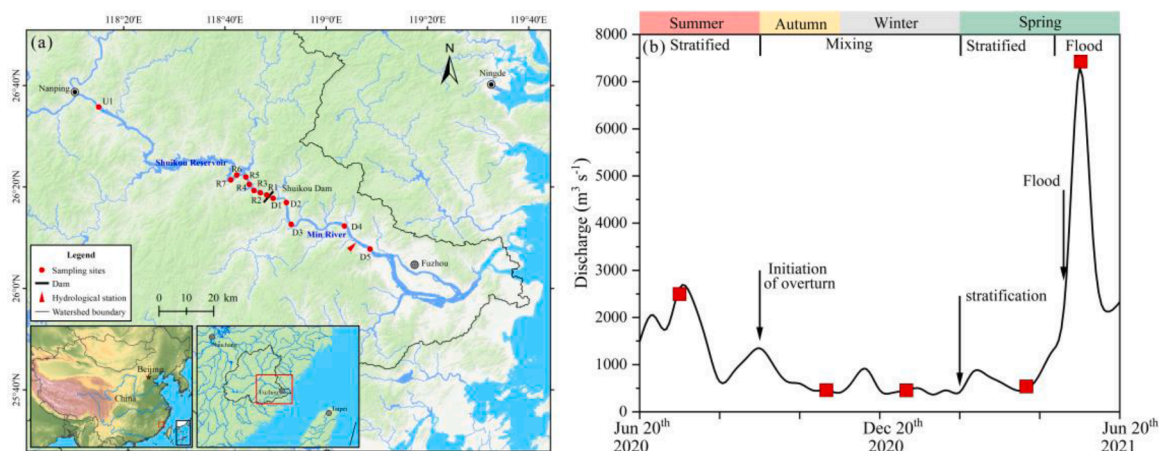 118°20'E
118°40'E
119°0'E
119°20'E
119°40'E
(a)
N
26°40'N
26°20'N
26°0'N
25°40'N
Nanping
U1
Ningde
Shuikou Reservoir
R6
R5
R7
R4
R3
R1
R2
Shuikou Dam
D1
D2
D3
Min River
D4
D5
Fuzhou
Legend
Sampling sites
Dam
Hydrological station
Watershed boundary
0 10 20 km
Beijing
China
Taipei
Summer Autumn Winter Spring
(b)
Stratified Mixing Stratified Flood
8000
7000
6000
5000
4000
3000
2000
1000
0
Discharge (m³ s⁻¹)
Flood
Initiation
of overturn
stratification
Jun 20th Dec 20th Jun 20th
2020 2020 2021